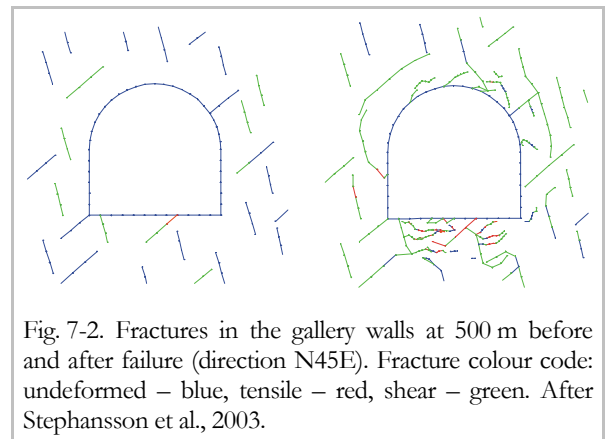 Fig. 7-2. Fractures in the gallery walls at 500 m before
and after failure (direction N45E). Fracture colour code:
undeformed – blue, tensile – red, shear – green. After
Stephansson et al., 2003.